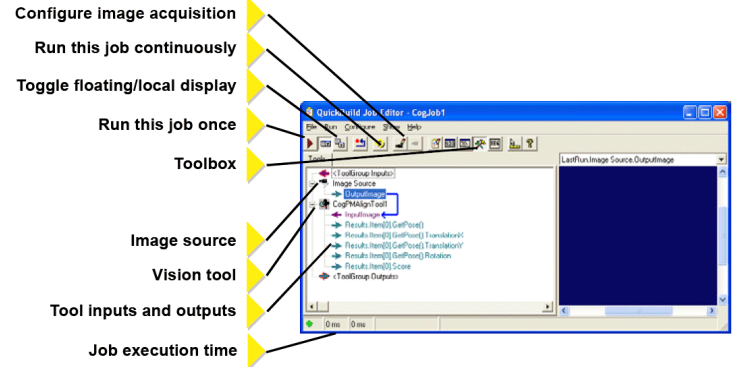 Configure image acquisition
Run this job continuously
Toggle floating/local display
Run this job once
Toolbox
Image source
Vision tool
Tool inputs and outputs
Job execution time
QuickBuild Job Editor - CogJob1
File Run Configure Show Help
Tools
LastRun.Image Source.OutputImage
<ToolGroup Inputs>
Image Source
OutputImage
CogPMAlignTool1
InputImage
Results.Item[0].GetPose()
Results.Item[0].GetPose().TranslationX
Results.Item[0].GetPose().TranslationY
Results.Item[0].GetPose().Rotation
Results.Item[0].Score
<ToolGroup Outputs>
0 ms 0 ms